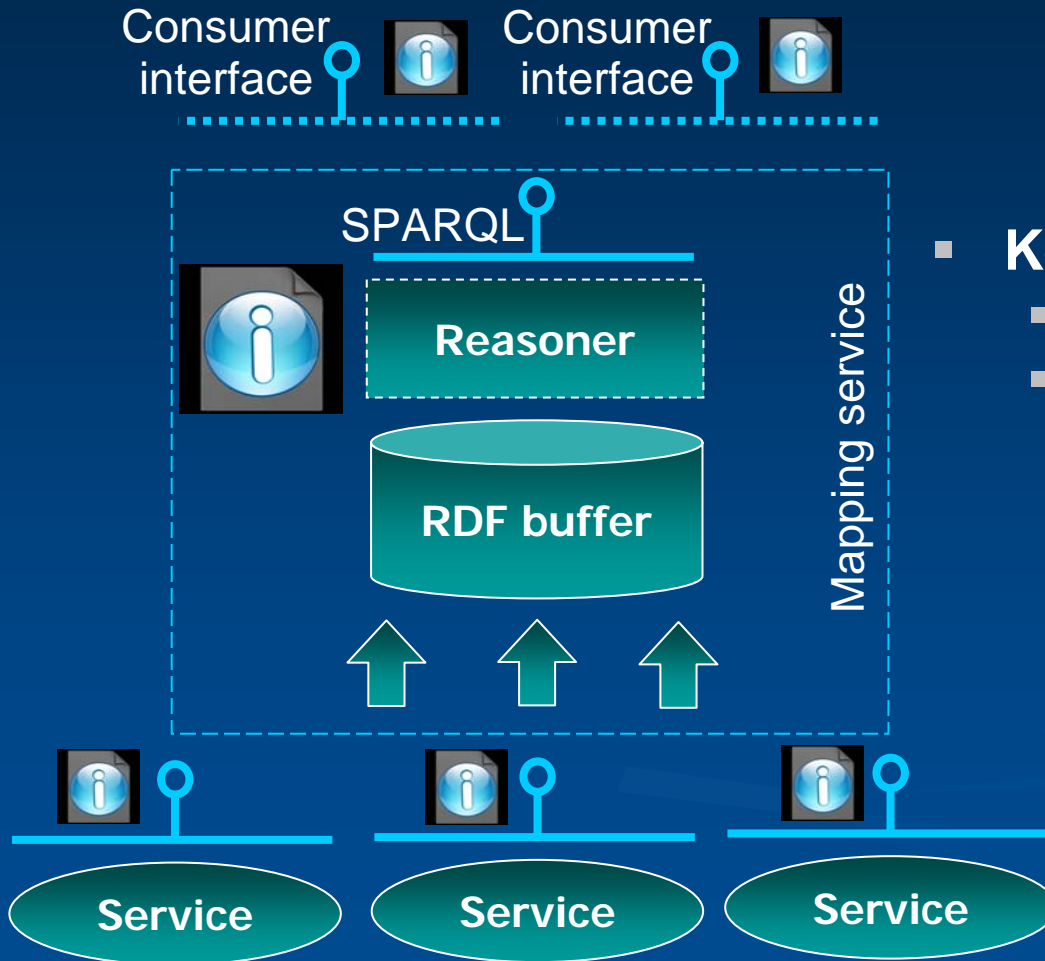 Consumer
interface
Consumer
interface
SPARQL
Reasoner
RDF buffer
Mapping service
K
Service
Service
Service